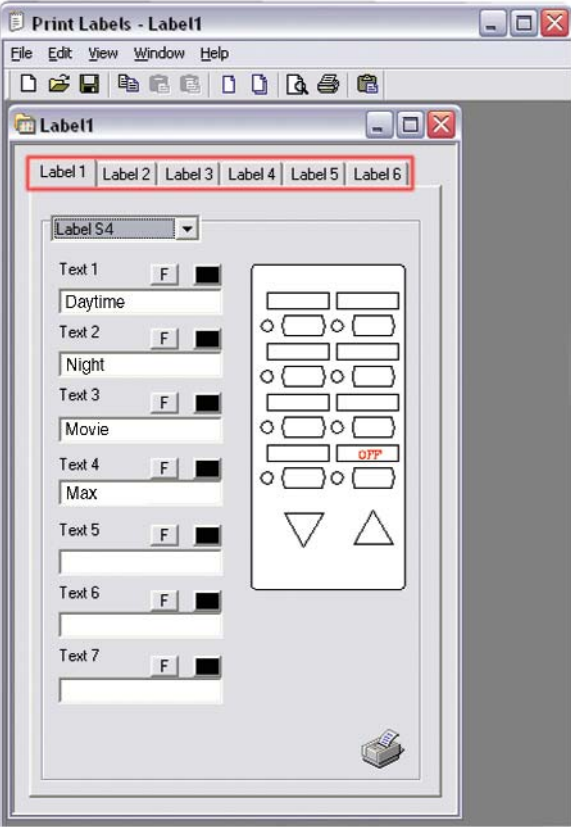 Print Labels - Label1
File Edit View Window Help
Label1
Label 1 Label 2 Label 3 Label 4 Label 5 Label 6
Label S4
Text 1 F
Daytime
Text 2 F
Night
Text 3 F
Movie
Text 4 F
Max
Text 5 F
Text 6 F
Text 7 F
OFF